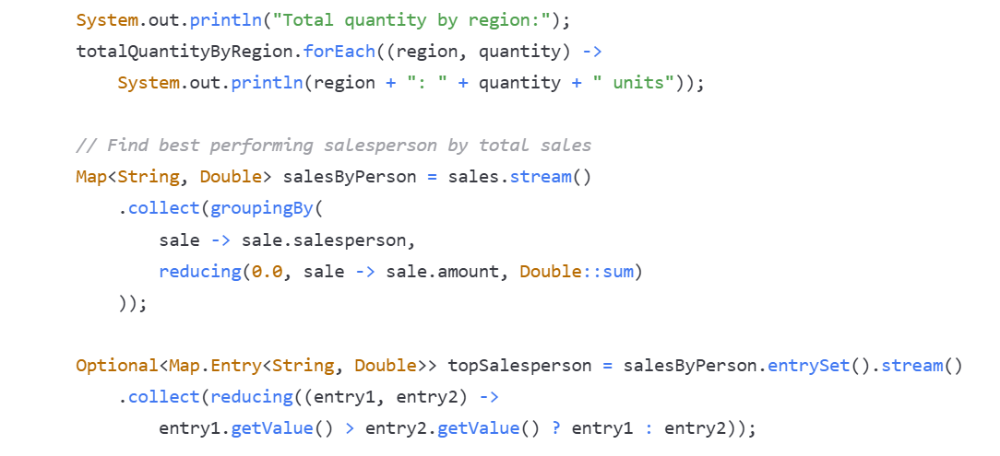 System.out.println("Total quantity by region:");
totalQuantityByRegion.forEach((region, quantity) ->
    System.out.println(region + ": " + quantity + " units"));

// Find best performing salesperson by total sales
Map<String, Double> salesByPerson = sales.stream()
    .collect(groupingBy(
        sale -> sale.salesperson,
        reducing(0.0, sale -> sale.amount, Double::sum)
    ));

Optional<Map.Entry<String, Double>> topSalesperson = salesByPerson.entrySet().stream()
    .collect(reducing((entry1, entry2) ->
        entry1.getValue() > entry2.getValue() ? entry1 : entry2));